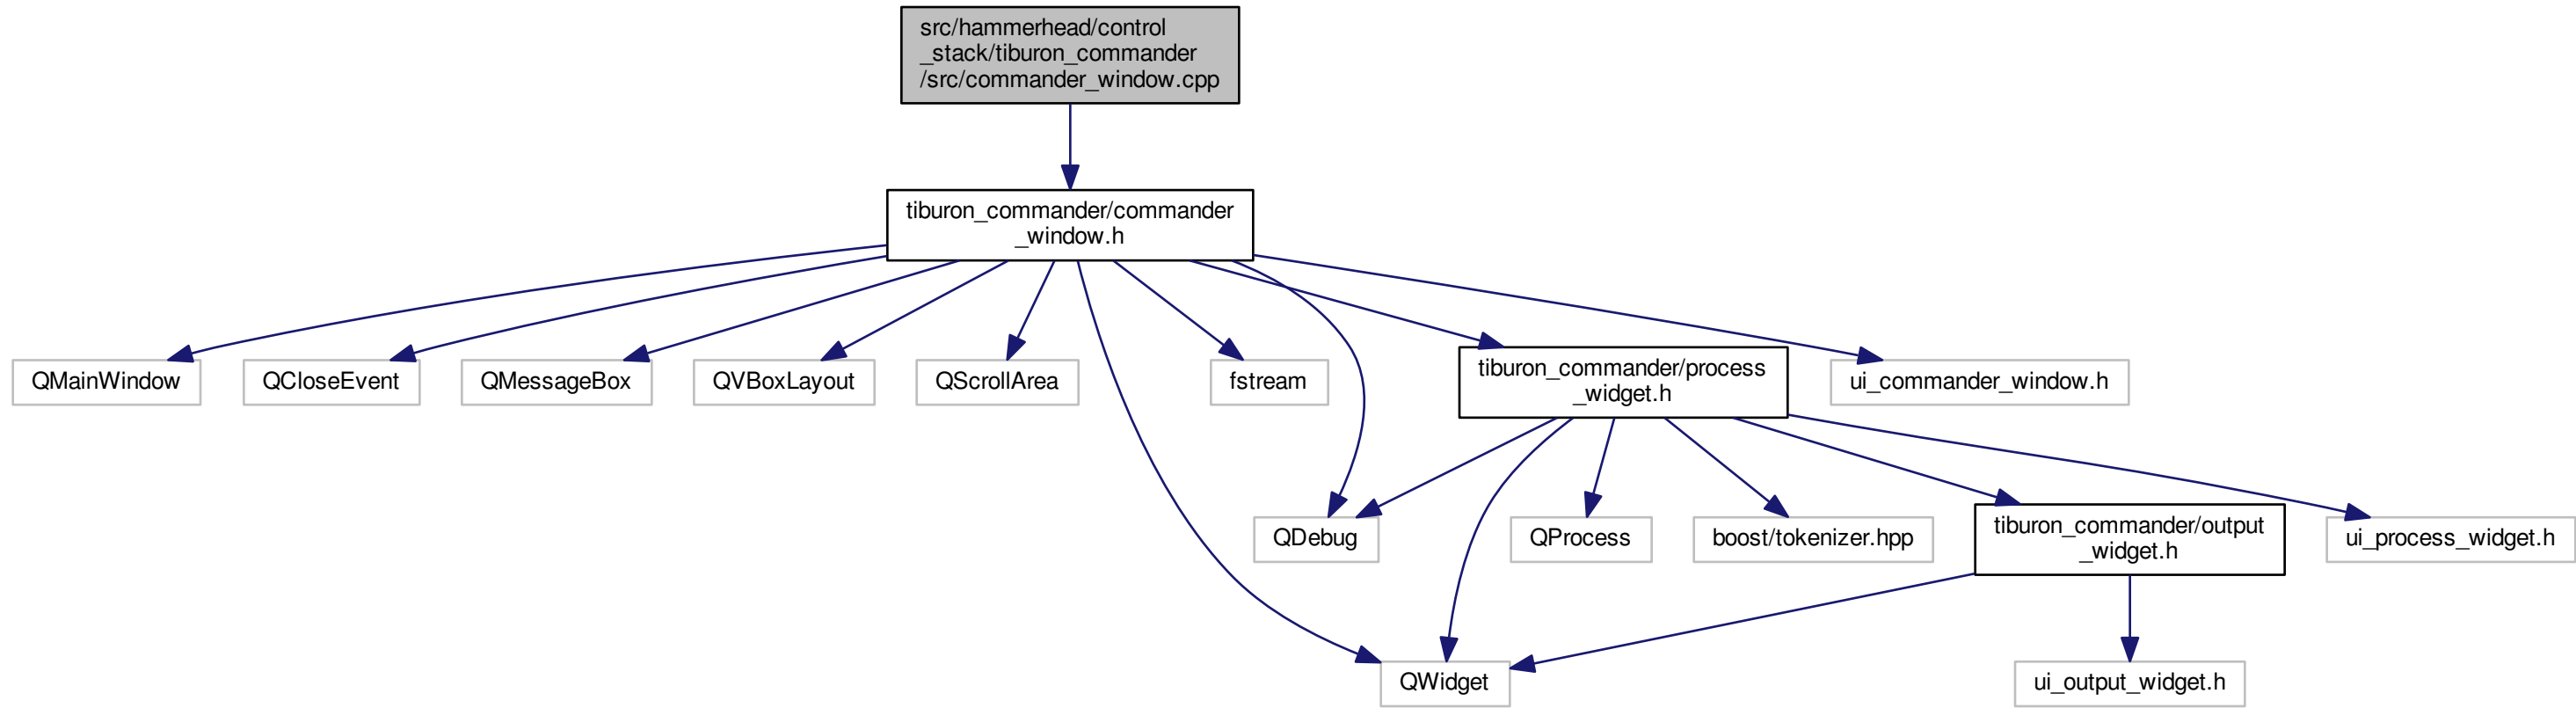 src/hammerhead/control
_stack/tiburon_commander
/src/commander_window.cpp
tiburon_commander/commander
_window.h
QMainWindow
QCloseEvent
QMessageBox
QVBoxLayout
QScrollArea
fstream
tiburon_commander/process
_widget.h
ui_commander_window.h
QDebug
QProcess
boost/tokenizer.hpp
tiburon_commander/output
_widget.h
ui_process_widget.h
QWidget
ui_output_widget.h